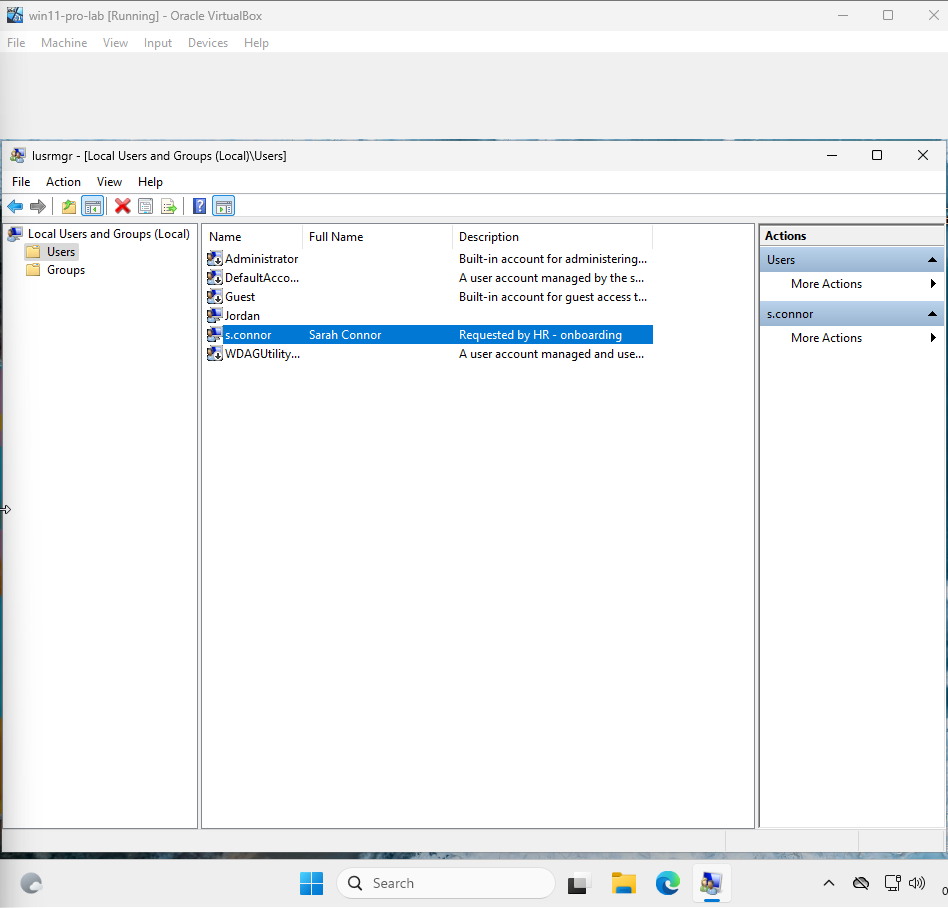 win11-pro-lab [Running] - Oracle VirtualBox
File Machine View Input Devices Help
lusrmgr - [Local Users and Groups (Local)\Users]
File Action View Help
Local Users and Groups (Local)
Users
Groups
Name Full Name Description
Administrator Built-in account for administering...
DefaultAcco... A user account managed by the s...
Guest Built-in account for guest access t...
Jordan
s.connor Sarah Connor Requested by HR - onboarding
WDAGUtility... A user account managed and use...
Actions
Users
More Actions
s.connor
More Actions
Search
0